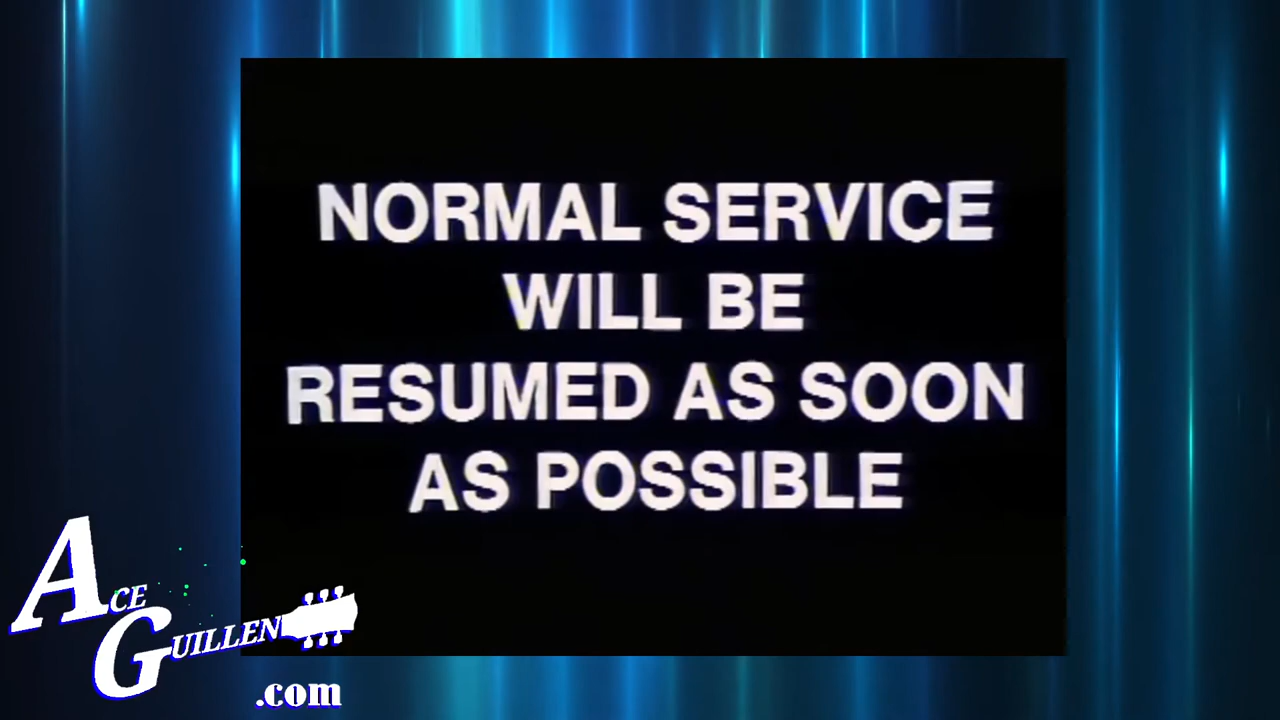 NORMAL SERVICE
WILL BE
RESUMED AS SOON
AS POSSIBLE
ACE
GUILLEN
.com